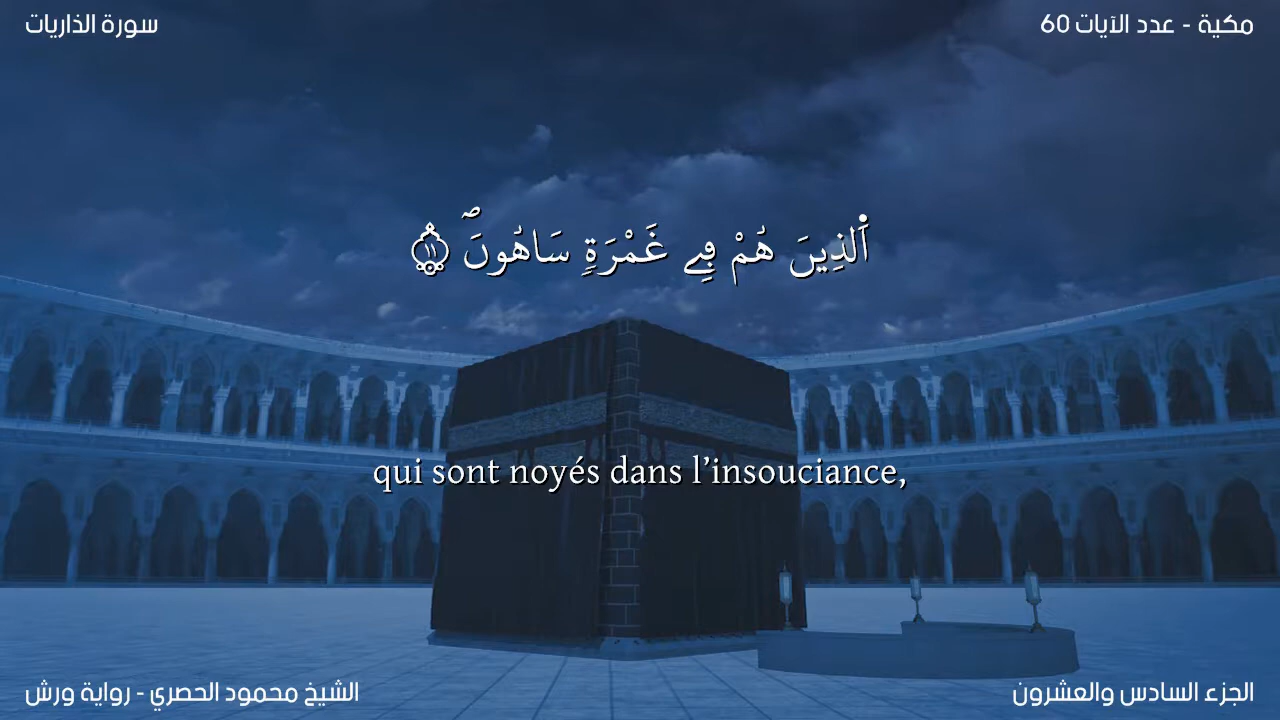 مكية - عدد الآيات 60
سورة الذاريات
اَ۬لذِينَ هُمْ فِے غَمْرَةٖ سَاهُونَۖ ١١
qui sont noyés dans l’insouciance,
الجزء السادس والعشرون
الشيخ محمود الحصري - رواية ورش